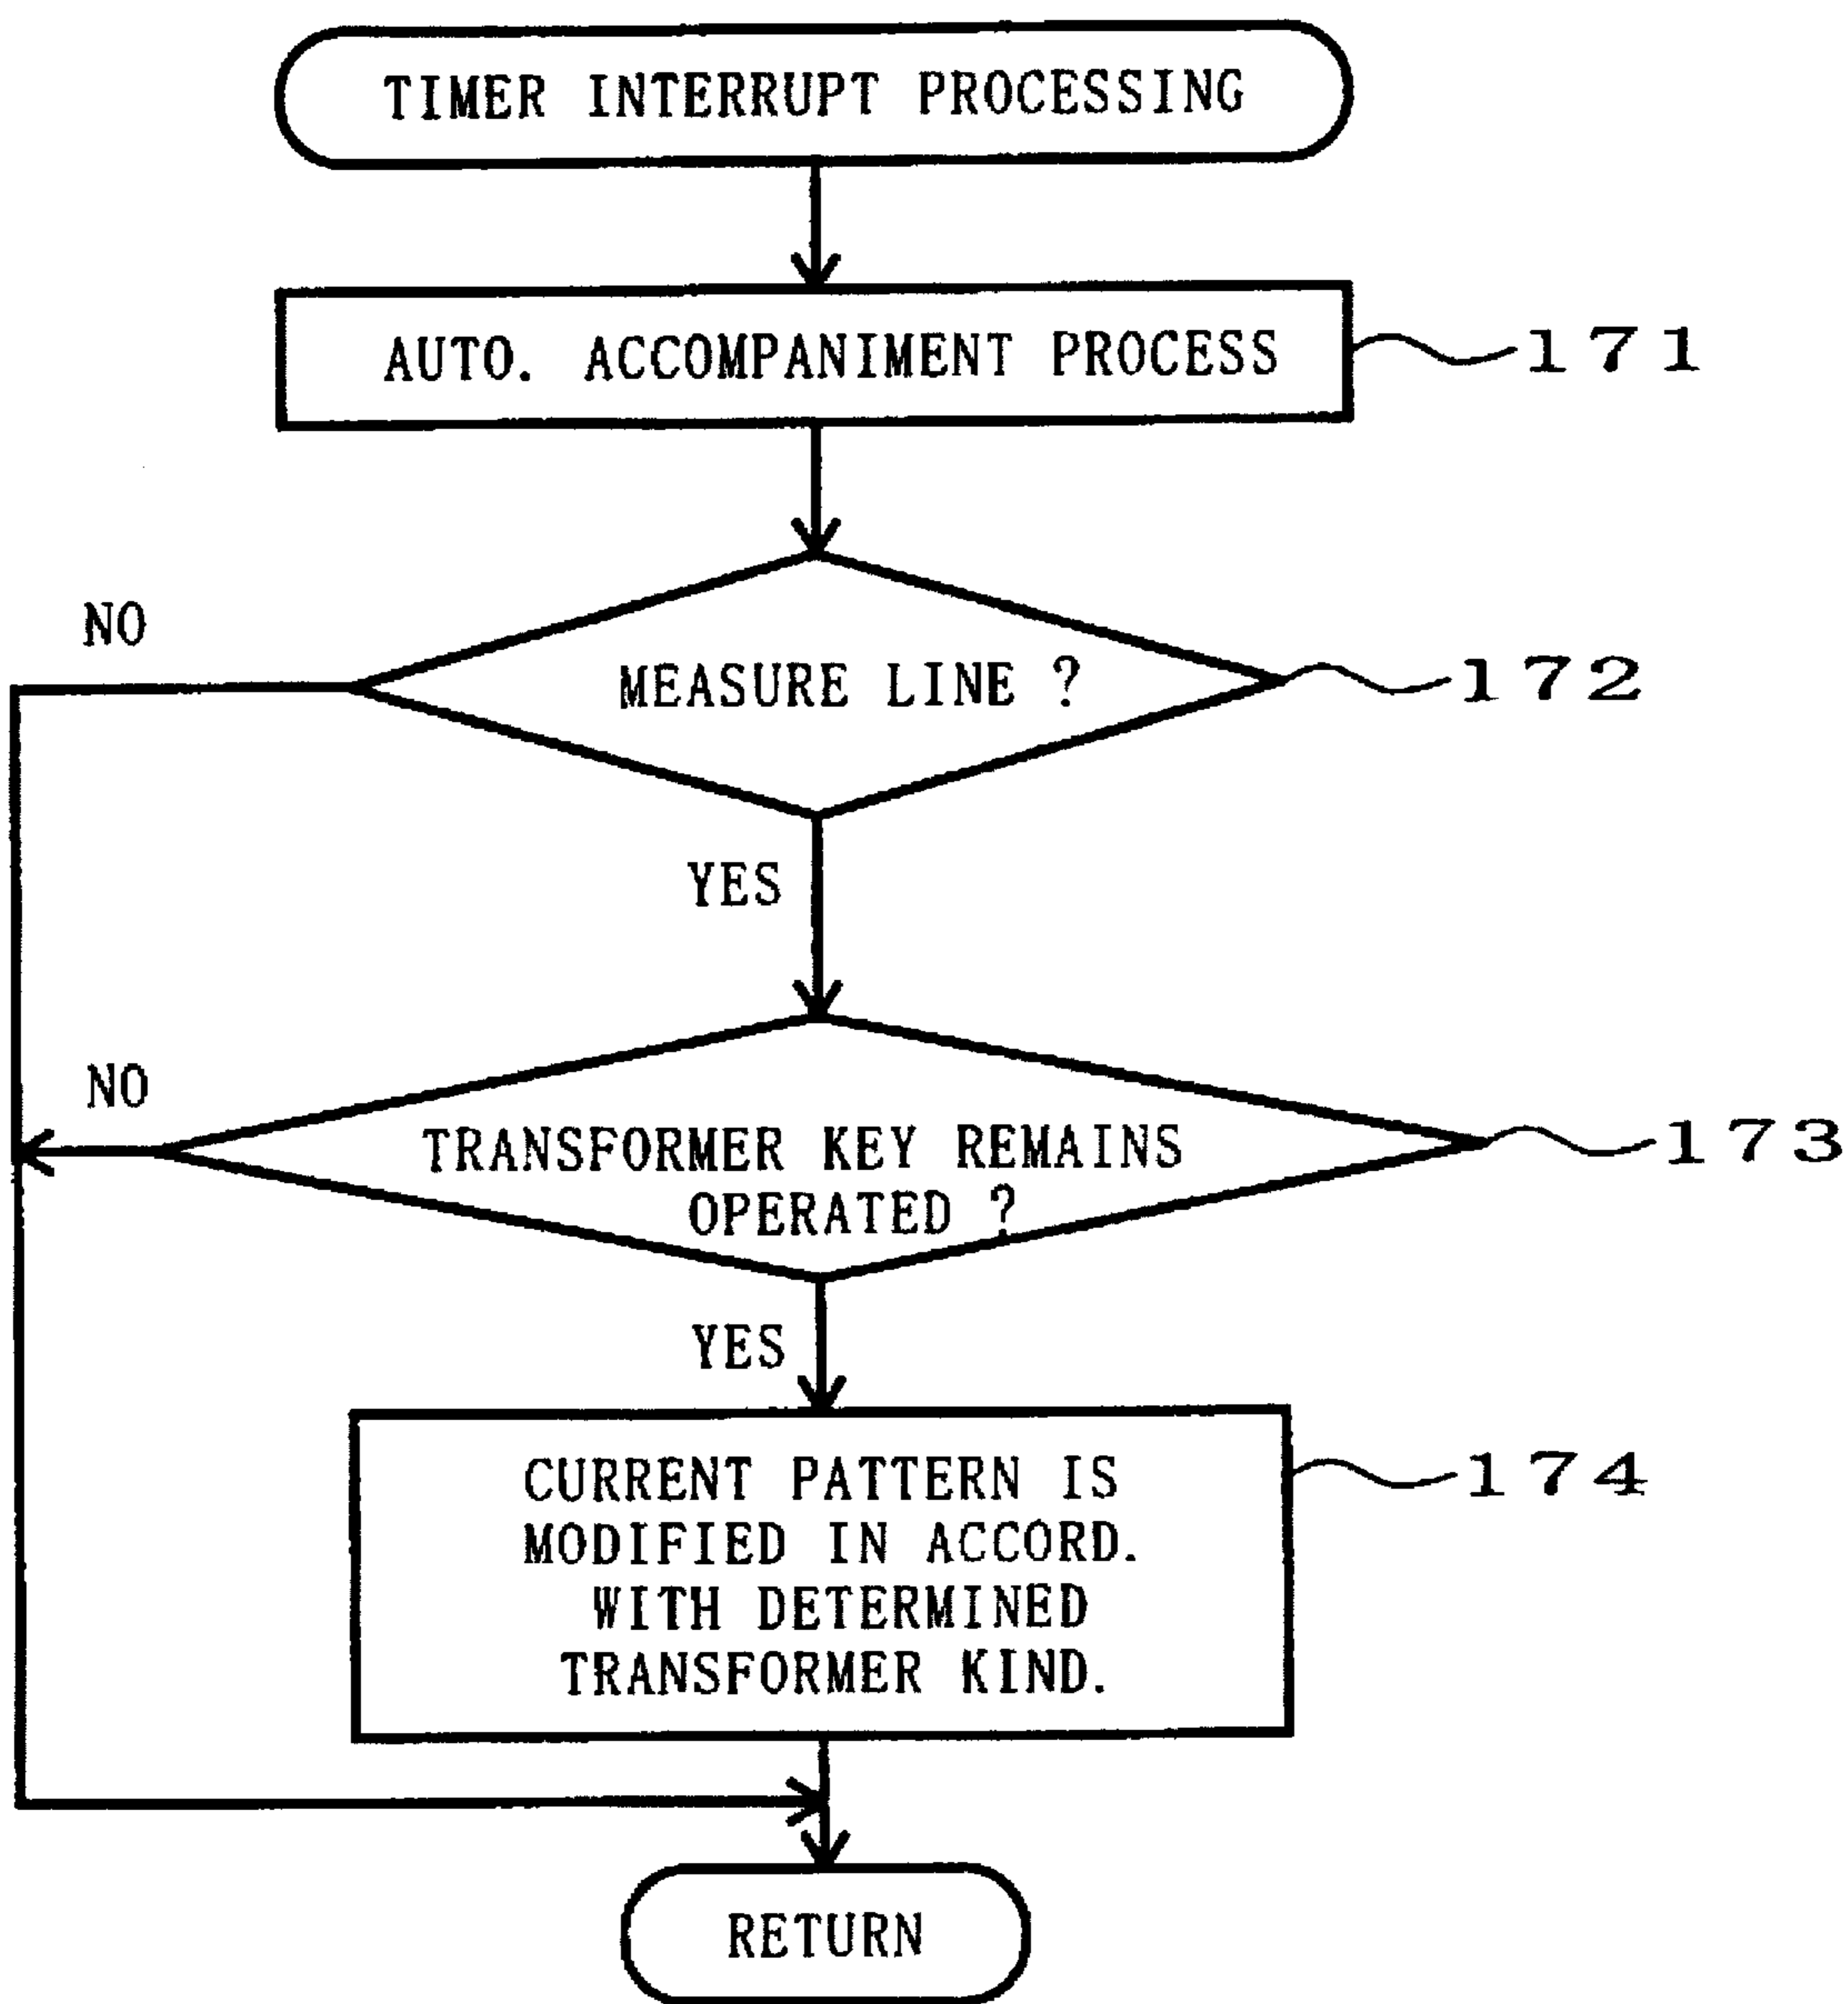 TIMER INTERRUPT PROCESSING
AUTO. ACCOMPANIMENT PROCESS
171
NO
MEASURE LINE ?
172
YES
NO
TRANSFORMER KEY REMAINS
OPERATED ?
173
YES
CURRENT PATTERN IS
MODIFIED IN ACCORD.
WITH DETERMINED
TRANSFORMER KIND.
174
RETURN